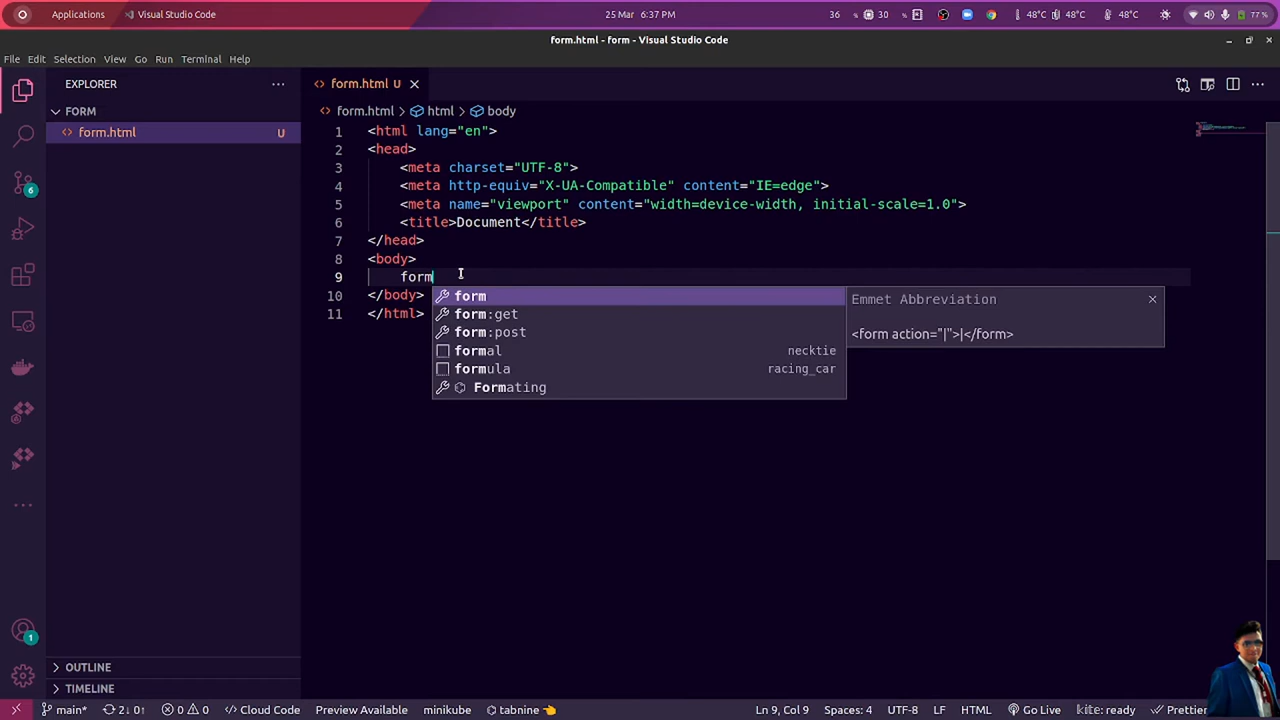 Applications Visual Studio Code 25 Mar 6:37 PM 36 % 30 % 48°C 48°C 48°C 77 %
form.html - form - Visual Studio Code
File Edit Selection View Go Run Terminal Help
EXPLORER
form.html U
FORM
form.html > html > body
form.html U
1 <html lang="en">
2 <head>
3 <meta charset="UTF-8">
4 <meta http-equiv="X-UA-Compatible" content="IE=edge">
5 <meta name="viewport" content="width=device-width, initial-scale=1.0">
6 <title>Document</title>
7 </head>
8 <body>
9 form
10 </body>
11 </html>
form
form:get
form:post
formal necktie
formula racing_car
Formating
Emmet Abbreviation
<form action="|">|</form>
6
1
OUTLINE
TIMELINE
main* 2↓ 0↑ 0 0 Cloud Code Preview Available minikube tabnine Ln 9, Col 9 Spaces: 4 UTF-8 LF HTML Go Live kite: ready Prettier